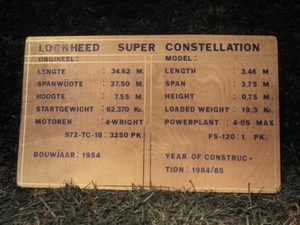 LOCKHEED SUPER CONSTELLATION
ORGINEEL:
LENGTE : 34.62 M.
SPANWÜDTE : 37.50 M.
HOOGTE : 7,55 M.
STARTGEWICHT : 62.370 KG.
MOTOREN : 4-WRIGHT
972-TC-18: 3250 PK.
BOUWJAAR: 1954
MODEL:
LENGTH : 3.46 M.
SPAN : 3,75 M.
HEIGHT : 0,75 M.
LOADED WEIGHT : 19,3 KG.
POWERPLANT : 4-OS MAX
FS-120: 1. PK.
YEAR OF CONSTRUC-
TION : 1984/85